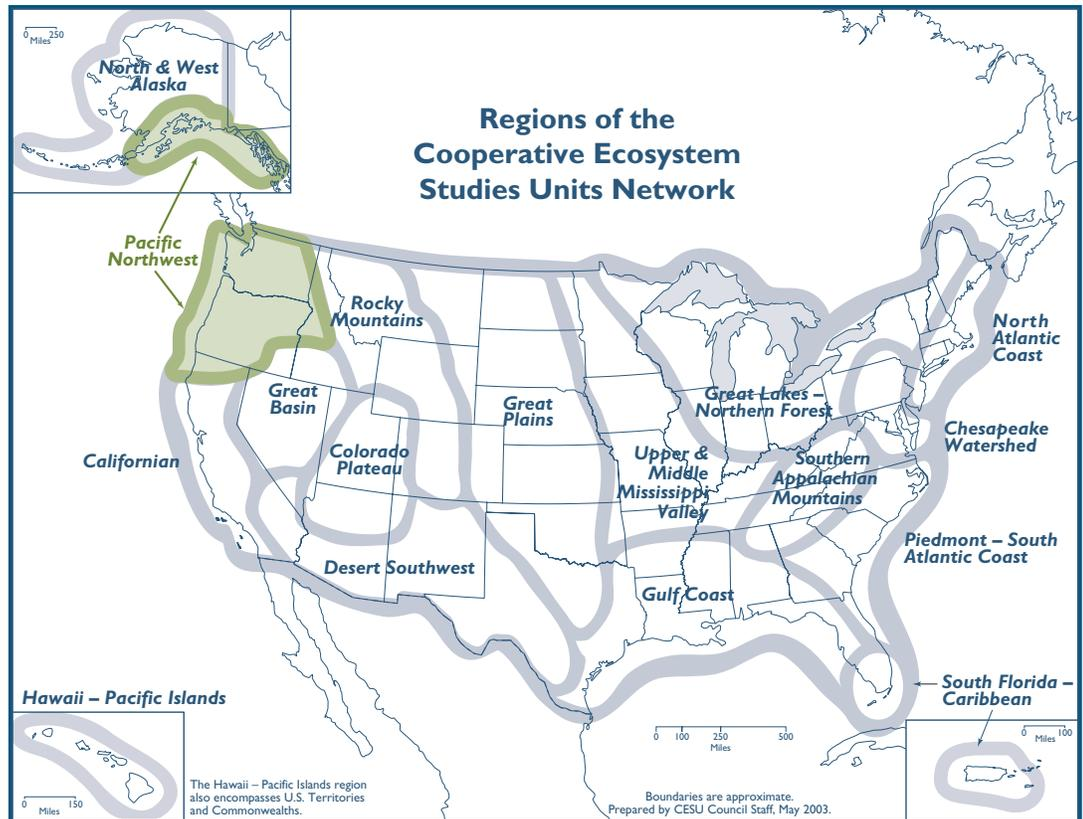 0 250
Miles
North & West
Alaska
Regions of the
Cooperative Ecosystem
Studies Units Network
Pacific
Northwest
Rocky
Mountains
North
Atlantic
Coast
Great
Basin
Great
Plains
Great Lakes –
Northern Forest
Chesapeake
Watershed
Californian
Colorado
Plateau
Upper &
Middle
Mississippi
Valley
Southern
Appalachian
Mountains
Piedmont – South
Atlantic Coast
Desert Southwest
Gulf Coast
South Florida –
Caribbean
Hawaii – Pacific Islands
0 100 250 500
Miles
0 100
Miles
0 150
Miles
The Hawaii – Pacific Islands region
also encompasses U.S. Territories
and Commonwealths.
Boundaries are approximate.
Prepared by CESU Council Staff, May 2003.